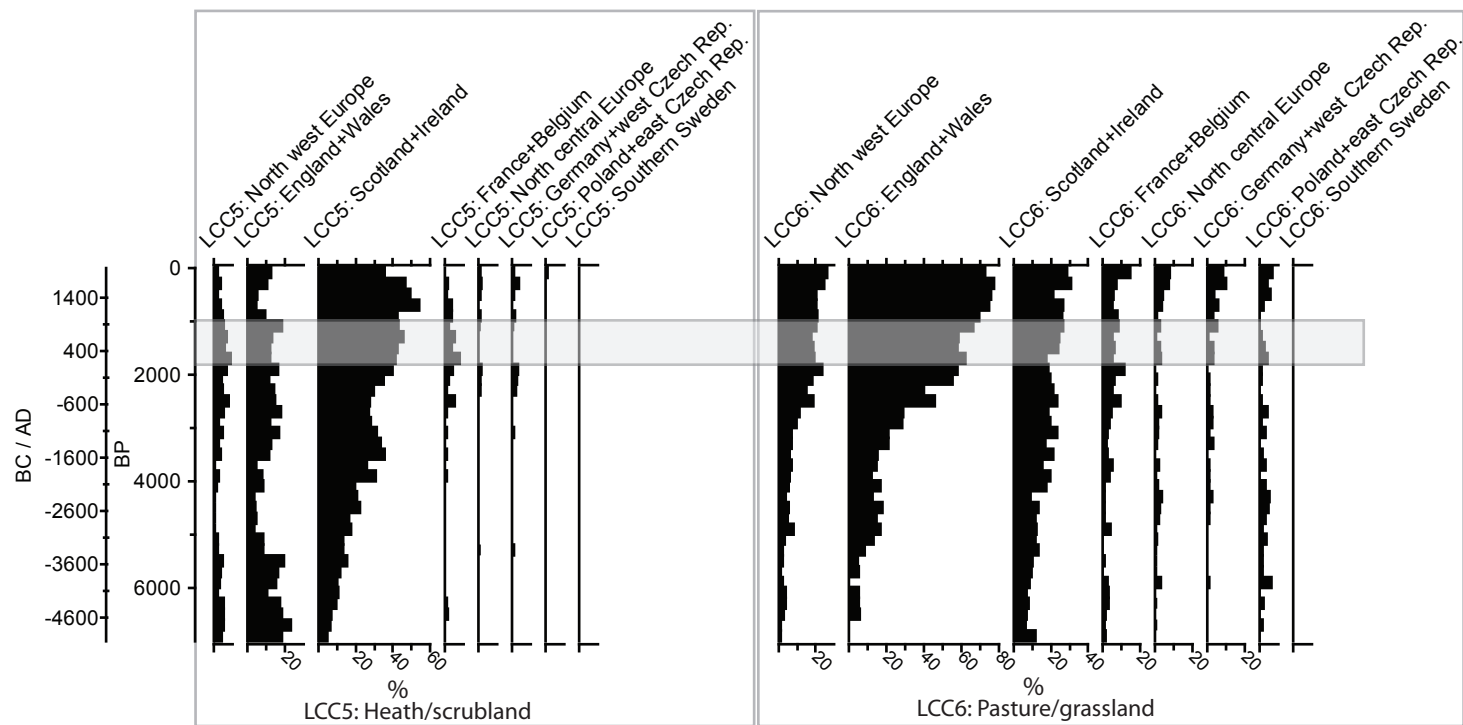 LCC5: North west Europe
LCC5: England+Wales
LCC5: Scotland+Ireland
LCC5: France+Belgium
LCC5: North central Europe
LCC5: Germany+west Czech Rep.
LCC5: Poland+east Czech Rep.
LCC5: Southern Sweden
LCC6: North west Europe
LCC6: England+Wales
LCC6: Scotland+Ireland
LCC6: France+Belgium
LCC6: North central Europe
LCC6: Germany+west Czech Rep.
LCC6: Poland+east Czech Rep.
LCC6: Southern Sweden
BC / AD
1400
400
-600
-1600
-2600
-3600
-4600
BP
0
2000
4000
6000
20
20 40 60
20
20 40 60 80
20 40
20
20
20
20
%
%
LCC5: Heath/scrubland
LCC6: Pasture/grassland